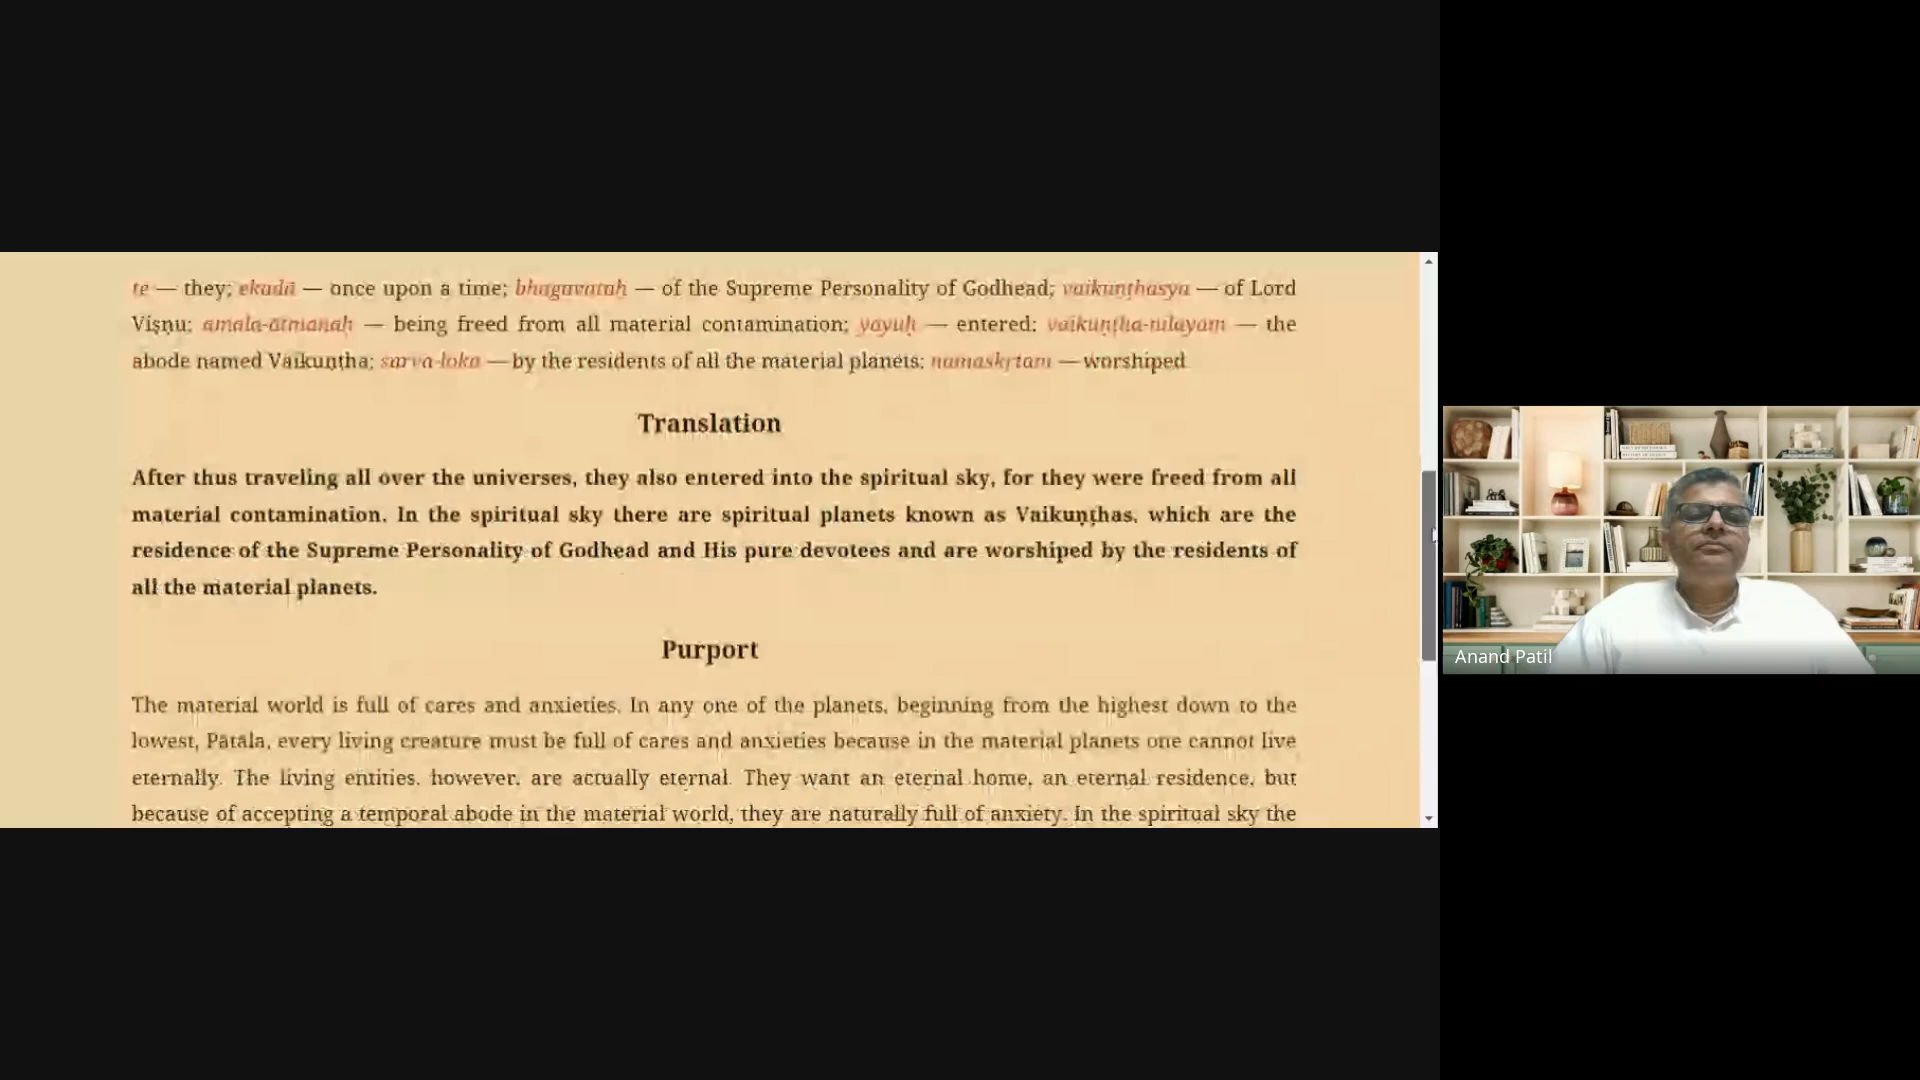 te — they; ekadā — once upon a time; bhagavataḥ — of the Supreme Personality of Godhead; vaikuṇṭhasya — of Lord
Viṣṇu; amala-ātmanaḥ — being freed from all material contamination; yayuḥ — entered; vaikuṇṭha-nilayam — the
abode named Vaikuṇṭha; sarva-loka — by the residents of all the material planets; namaskṛtam — worshiped.
Translation
After thus traveling all over the universes, they also entered into the spiritual sky, for they were freed from all
material contamination. In the spiritual sky there are spiritual planets known as Vaikuṇṭhas, which are the
residence of the Supreme Personality of Godhead and His pure devotees and are worshiped by the residents of
all the material planets.
Purport
The material world is full of cares and anxieties. In any one of the planets, beginning from the highest down to the
lowest, Pātāla, every living creature must be full of cares and anxieties because in the material planets one cannot live
eternally. The living entities, however, are actually eternal. They want an eternal home, an eternal residence, but
because of accepting a temporal abode in the material world, they are naturally full of anxiety. In the spiritual sky the
Anand Patil